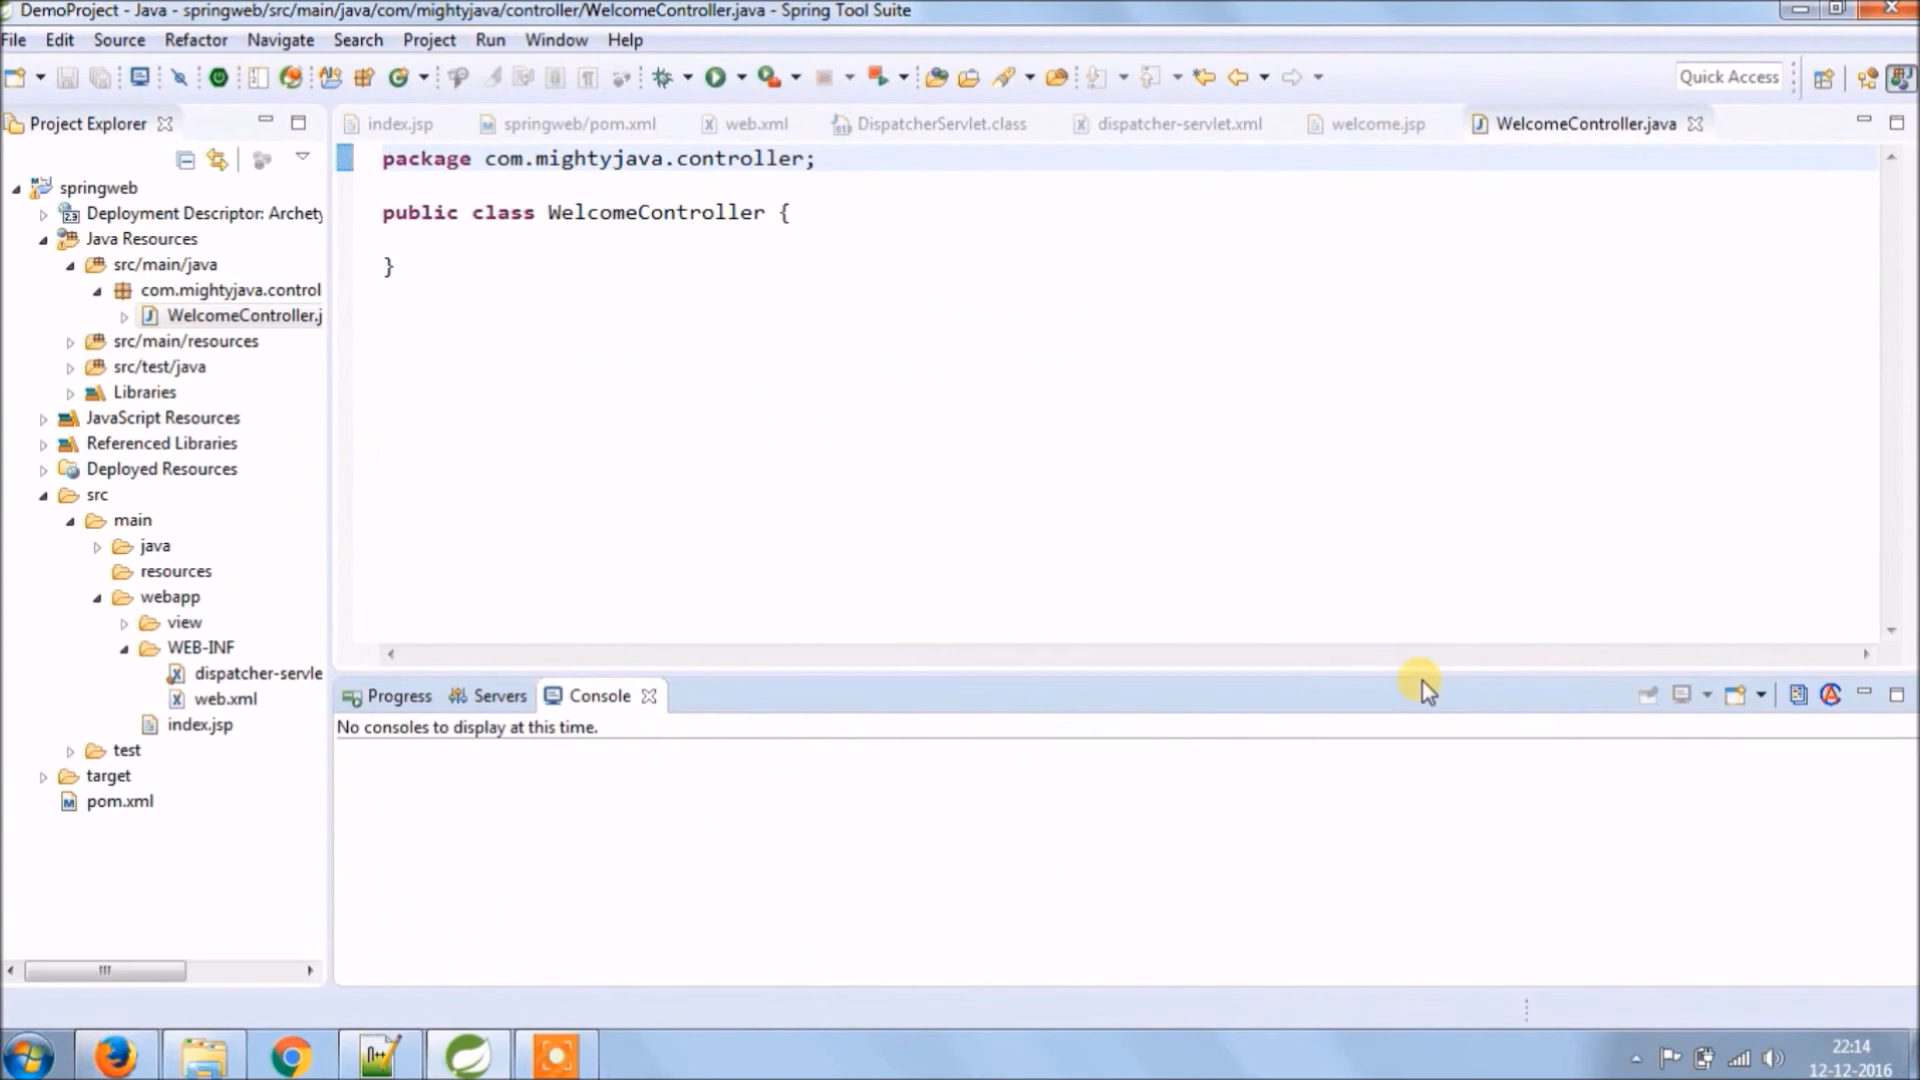 DemoProject - Java - springweb/src/main/java/com/mightyjava/controller/WelcomeController.java - Spring Tool Suite
File Edit Source Refactor Navigate Search Project Run Window Help
Quick Access
Project Explorer
index.jsp springweb/pom.xml web.xml DispatcherServlet.class dispatcher-servlet.xml welcome.jsp WelcomeController.java
package com.mightyjava.controller;
public class WelcomeController {
}
springweb
Deployment Descriptor: Archety
Java Resources
src/main/java
com.mightyjava.control
WelcomeController.j
src/main/resources
src/test/java
Libraries
JavaScript Resources
Referenced Libraries
Deployed Resources
src
main
java
resources
webapp
view
WEB-INF
dispatcher-servle
web.xml
index.jsp
test
target
pom.xml
Progress Servers Console
No consoles to display at this time.
22:14
12-12-2016